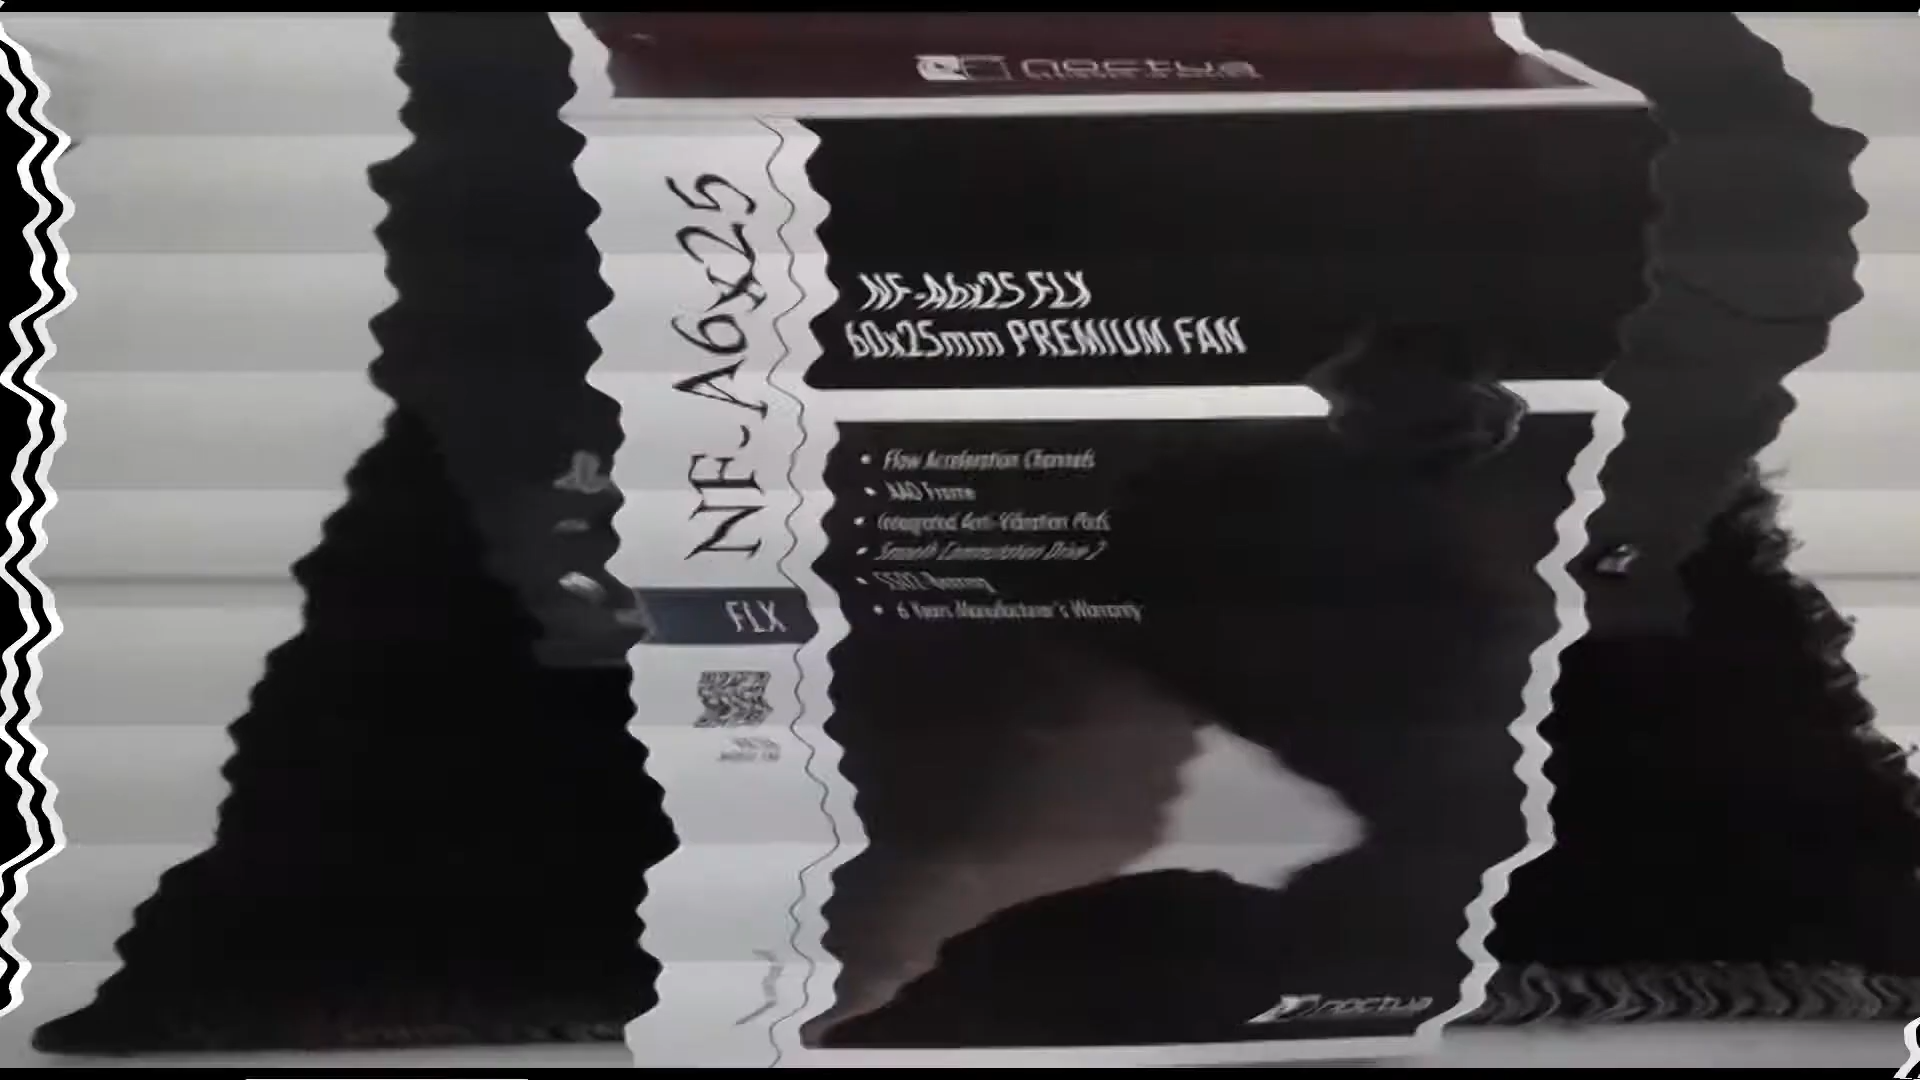 noctua
NF-A6x25
FLX
NF-A6x25 FLX
60x25mm PREMIUM FAN
• Flow Acceleration Channels
• AAO Frame
• Integrated Anti-Vibration Pads
• Smooth Commutation Drive 2
• SSO2 Bearing
• 6 Years Manufacturer's Warranty
noctua